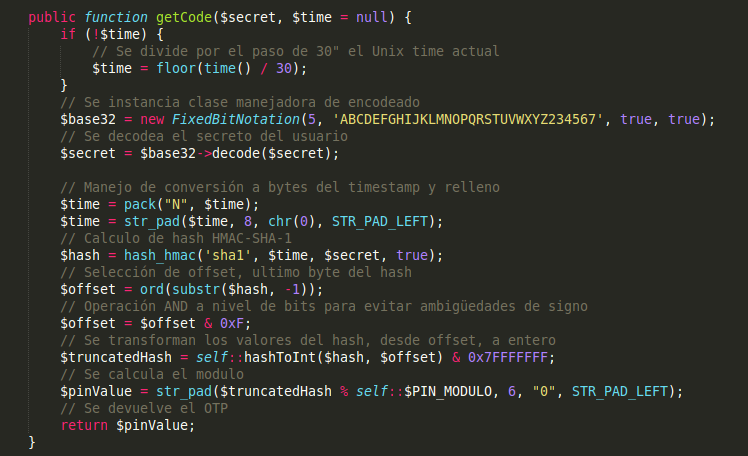 public function getCode($secret, $time = null) {
if (!$time) {
// Se divide por el paso de 30" el Unix time actual
$time = floor(time() / 30);
}
// Se instancia clase manejadora de encodeado
$base32 = new FixedBitNotation(5, 'ABCDEFGHIJKLMNOPQRSTUVWXYZ234567', true, true);
// Se decodea el secreto del usuario
$secret = $base32->decode($secret);
// Manejo de conversión a bytes del timestamp y relleno
$time = pack("N", $time);
$time = str_pad($time, 8, chr(0), STR_PAD_LEFT);
// Calculo de hash HMAC-SHA-1
$hash = hash_hmac('sha1', $time, $secret, true);
// Selección de offset, ultimo byte del hash
$offset = ord(substr($hash, -1));
// Operación AND a nivel de bits para evitar ambigüedades de signo
$offset = $offset & 0xF;
// Se transforman los valores del hash, desde offset, a entero
$truncatedHash = self::hashToInt($hash, $offset) & 0x7FFFFFFF;
// Se calcula el modulo
$pinValue = str_pad($truncatedHash % self::$PIN_MODULO, 6, "0", STR_PAD_LEFT);
// Se devuelve el OTP
return $pinValue;
}